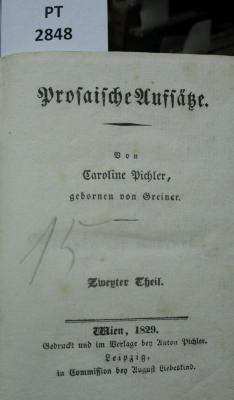 PT
2848
Prosaische Aufsätze.
Von
Caroline Pichler,
gebornen von Greiner.
15
Zweyter Theil.
Wien, 1829.
Gedruckt und im Verlage bey Anton Pichler.
Leipzig,
in Commission bey August Liebeskind.